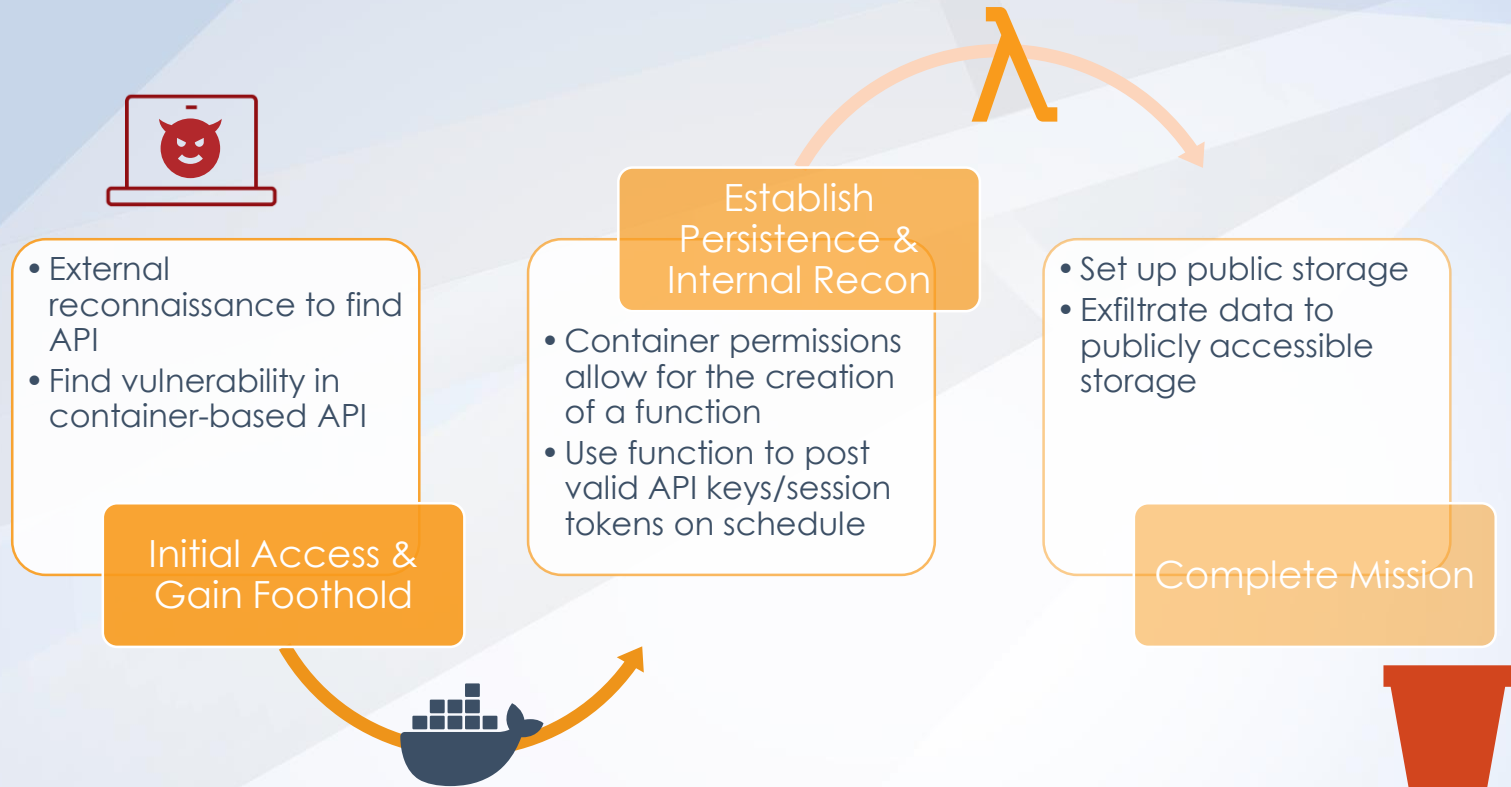 • External
reconnaissance to find
API
• Find vulnerability in
container-based API
Initial Access &
Gain Foothold
Establish
Persistence &
Internal Recon
• Container permissions
allow for the creation
of a function
• Use function to post
valid API keys/session
tokens on schedule
λ
• Set up public storage
• Exfiltrate data to
publicly accessible
storage
Complete Mission